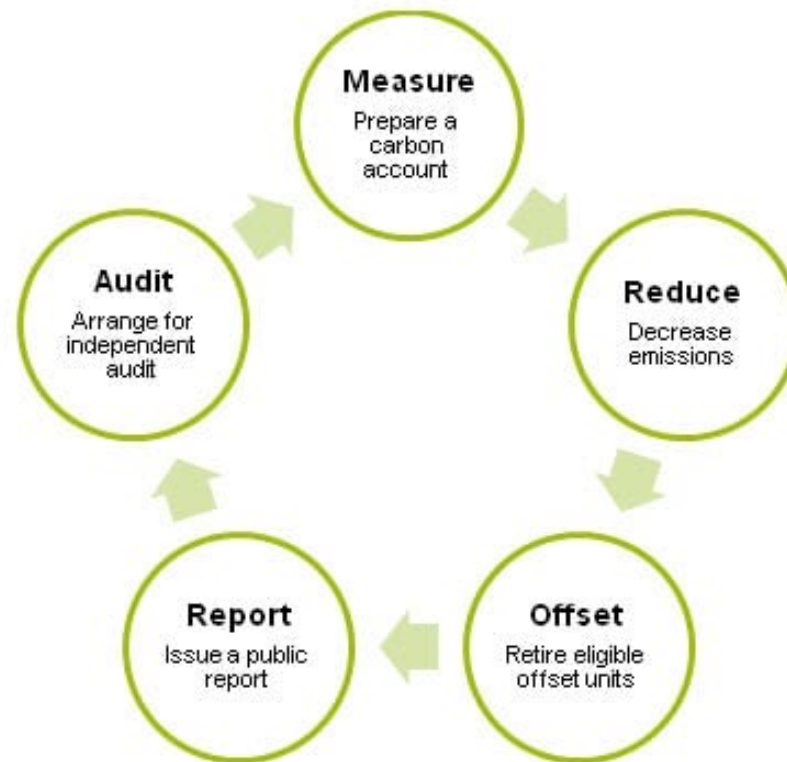 Measure
Prepare a
carbon
account
Reduce
Decrease
emissions
Offset
Retire eligible
offset units
Report
Issue a public
report
Audit
Arrange for
independent
audit